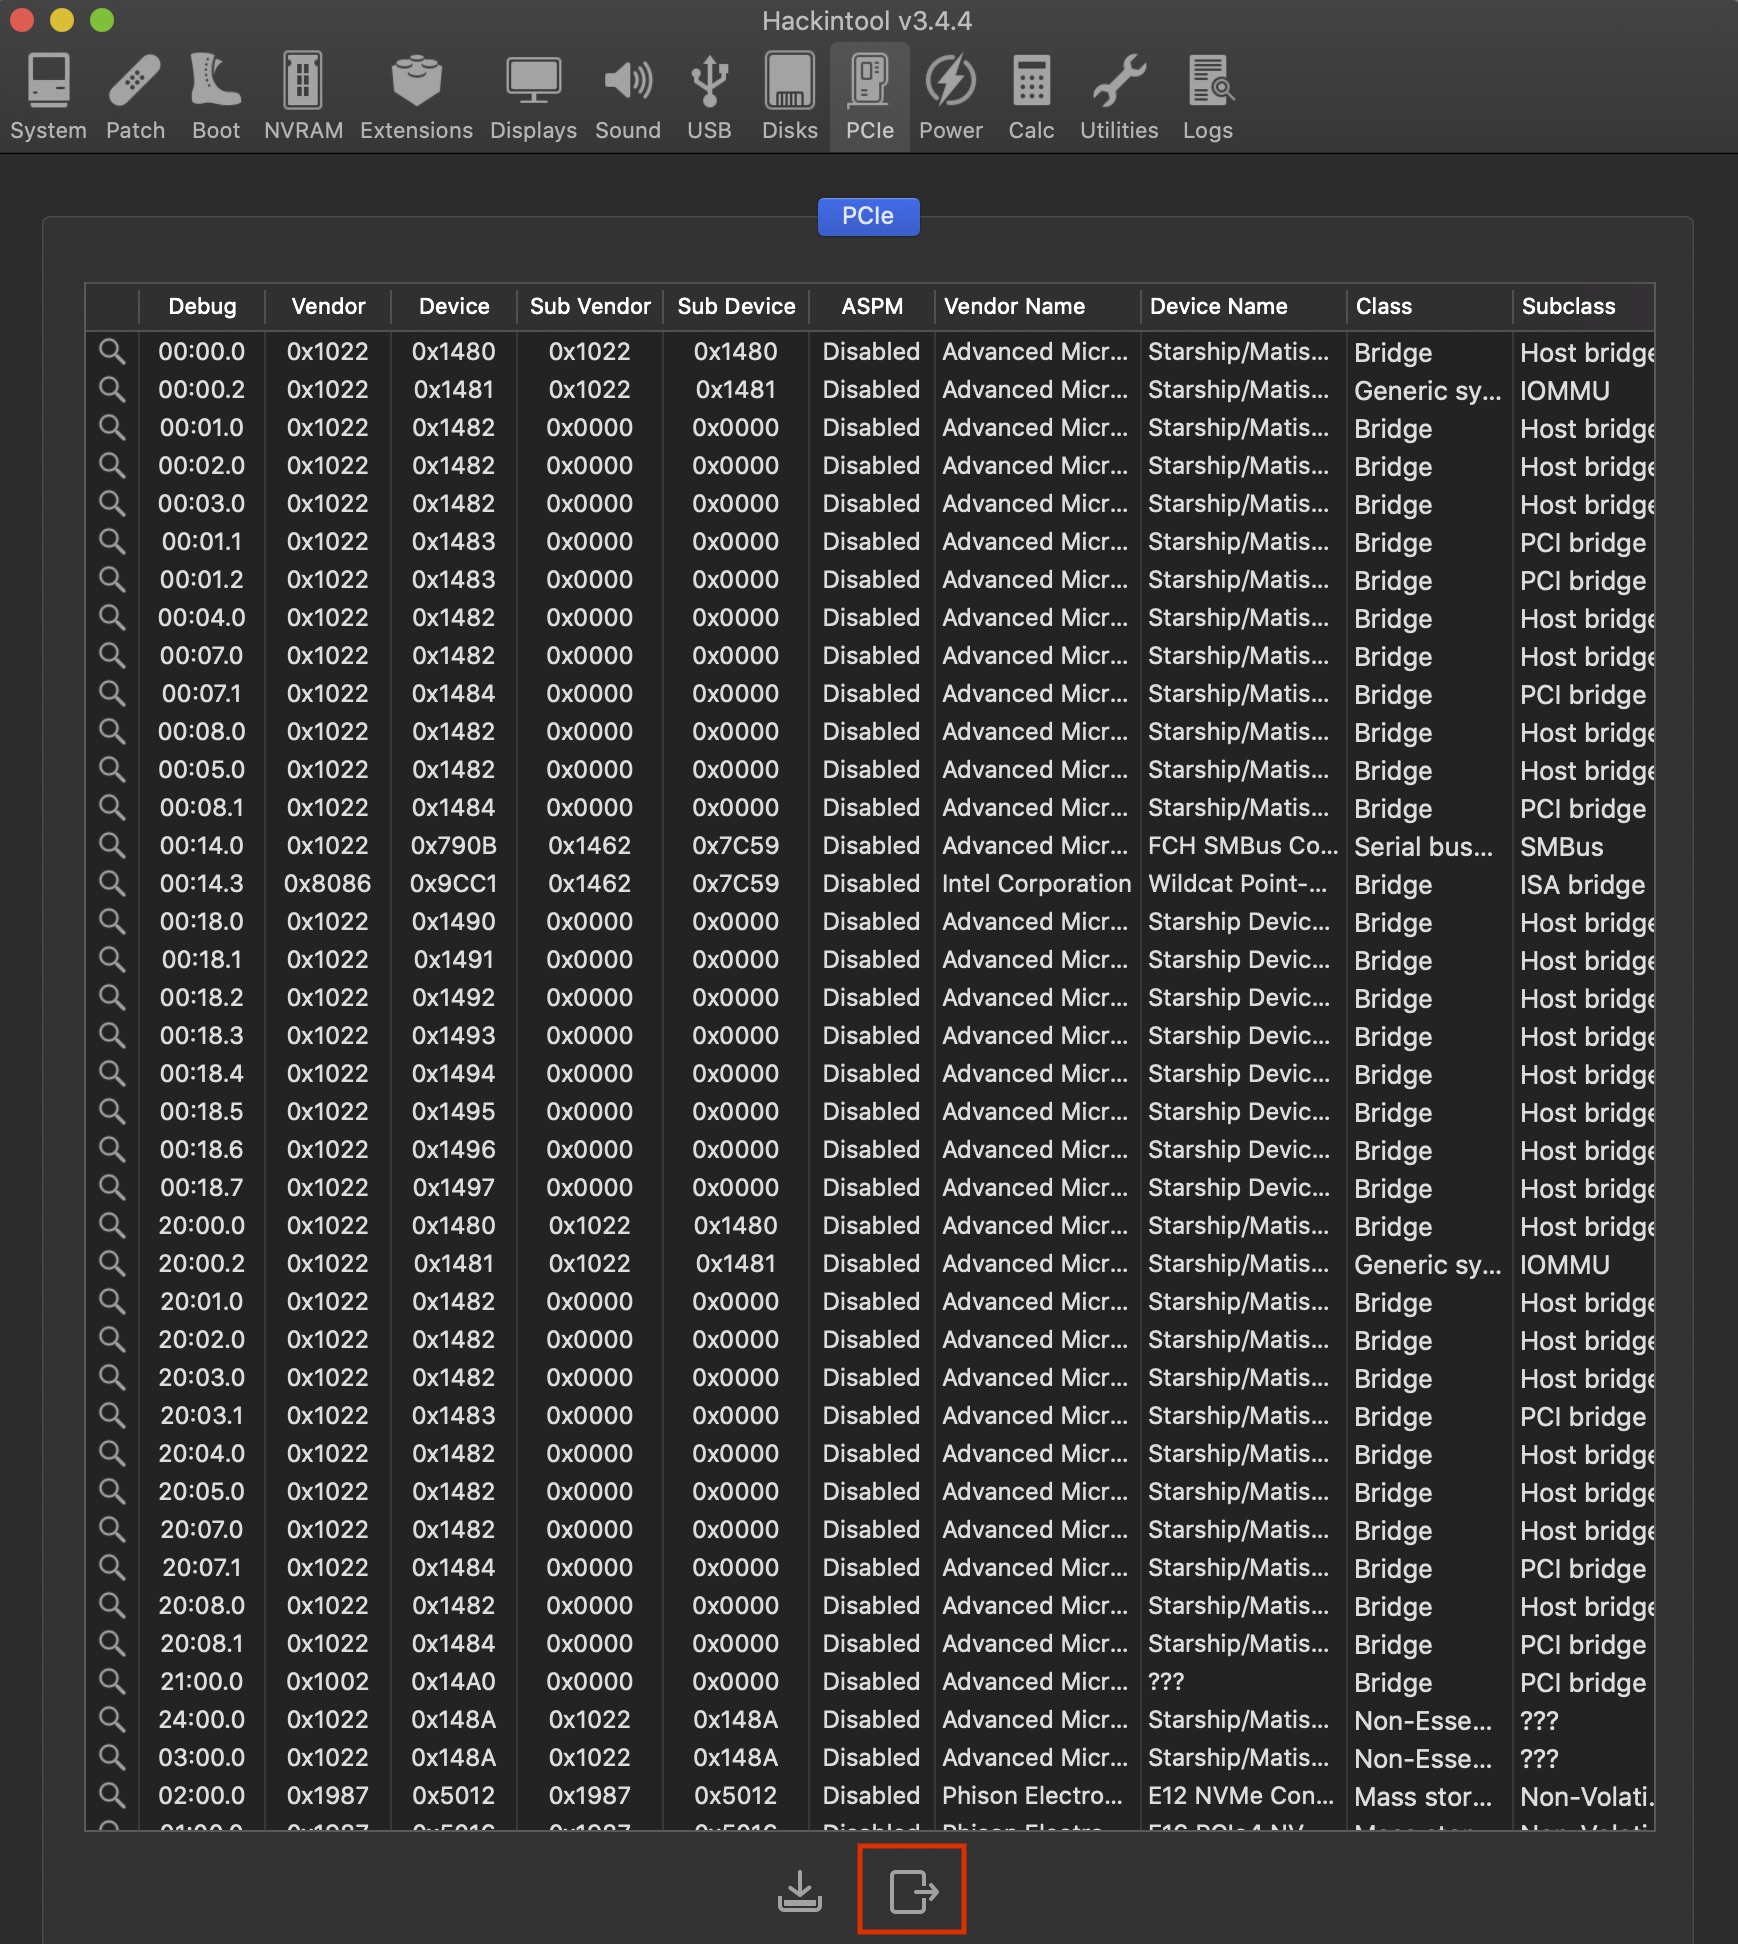 Hackintool v3.4.4
System Patch Boot NVRAM Extensions Displays Sound USB Disks PCIe Power Calc Utilities Logs
PCIe
Debug Vendor Device Sub Vendor Sub Device ASPM Vendor Name Device Name Class Subclass
00:00.0 0x1022 0x1480 0x1022 0x1480 Disabled Advanced Micr... Starship/Matis... Bridge Host bridge
00:00.2 0x1022 0x1481 0x1022 0x1481 Disabled Advanced Micr... Starship/Matis... Generic sy... IOMMU
00:01.0 0x1022 0x1482 0x0000 0x0000 Disabled Advanced Micr... Starship/Matis... Bridge Host bridge
00:02.0 0x1022 0x1482 0x0000 0x0000 Disabled Advanced Micr... Starship/Matis... Bridge Host bridge
00:03.0 0x1022 0x1482 0x0000 0x0000 Disabled Advanced Micr... Starship/Matis... Bridge Host bridge
00:01.1 0x1022 0x1483 0x0000 0x0000 Disabled Advanced Micr... Starship/Matis... Bridge PCI bridge
00:01.2 0x1022 0x1483 0x0000 0x0000 Disabled Advanced Micr... Starship/Matis... Bridge PCI bridge
00:04.0 0x1022 0x1482 0x0000 0x0000 Disabled Advanced Micr... Starship/Matis... Bridge Host bridge
00:07.0 0x1022 0x1482 0x0000 0x0000 Disabled Advanced Micr... Starship/Matis... Bridge Host bridge
00:07.1 0x1022 0x1484 0x0000 0x0000 Disabled Advanced Micr... Starship/Matis... Bridge PCI bridge
00:08.0 0x1022 0x1482 0x0000 0x0000 Disabled Advanced Micr... Starship/Matis... Bridge Host bridge
00:05.0 0x1022 0x1482 0x0000 0x0000 Disabled Advanced Micr... Starship/Matis... Bridge Host bridge
00:08.1 0x1022 0x1484 0x0000 0x0000 Disabled Advanced Micr... Starship/Matis... Bridge PCI bridge
00:14.0 0x1022 0x790B 0x1462 0x7C59 Disabled Advanced Micr... FCH SMBus Co... Serial bus... SMBus
00:14.3 0x8086 0x9CC1 0x1462 0x7C59 Disabled Intel Corporation Wildcat Point-... Bridge ISA bridge
00:18.0 0x1022 0x1490 0x0000 0x0000 Disabled Advanced Micr... Starship Devic... Bridge Host bridge
00:18.1 0x1022 0x1491 0x0000 0x0000 Disabled Advanced Micr... Starship Devic... Bridge Host bridge
00:18.2 0x1022 0x1492 0x0000 0x0000 Disabled Advanced Micr... Starship Devic... Bridge Host bridge
00:18.3 0x1022 0x1493 0x0000 0x0000 Disabled Advanced Micr... Starship Devic... Bridge Host bridge
00:18.4 0x1022 0x1494 0x0000 0x0000 Disabled Advanced Micr... Starship Devic... Bridge Host bridge
00:18.5 0x1022 0x1495 0x0000 0x0000 Disabled Advanced Micr... Starship Devic... Bridge Host bridge
00:18.6 0x1022 0x1496 0x0000 0x0000 Disabled Advanced Micr... Starship Devic... Bridge Host bridge
00:18.7 0x1022 0x1497 0x0000 0x0000 Disabled Advanced Micr... Starship Devic... Bridge Host bridge
20:00.0 0x1022 0x1480 0x1022 0x1480 Disabled Advanced Micr... Starship/Matis... Bridge Host bridge
20:00.2 0x1022 0x1481 0x1022 0x1481 Disabled Advanced Micr... Starship/Matis... Generic sy... IOMMU
20:01.0 0x1022 0x1482 0x0000 0x0000 Disabled Advanced Micr... Starship/Matis... Bridge Host bridge
20:02.0 0x1022 0x1482 0x0000 0x0000 Disabled Advanced Micr... Starship/Matis... Bridge Host bridge
20:03.0 0x1022 0x1482 0x0000 0x0000 Disabled Advanced Micr... Starship/Matis... Bridge Host bridge
20:03.1 0x1022 0x1483 0x0000 0x0000 Disabled Advanced Micr... Starship/Matis... Bridge PCI bridge
20:04.0 0x1022 0x1482 0x0000 0x0000 Disabled Advanced Micr... Starship/Matis... Bridge Host bridge
20:05.0 0x1022 0x1482 0x0000 0x0000 Disabled Advanced Micr... Starship/Matis... Bridge Host bridge
20:07.0 0x1022 0x1482 0x0000 0x0000 Disabled Advanced Micr... Starship/Matis... Bridge Host bridge
20:07.1 0x1022 0x1484 0x0000 0x0000 Disabled Advanced Micr... Starship/Matis... Bridge PCI bridge
20:08.0 0x1022 0x1482 0x0000 0x0000 Disabled Advanced Micr... Starship/Matis... Bridge Host bridge
20:08.1 0x1022 0x1484 0x0000 0x0000 Disabled Advanced Micr... Starship/Matis... Bridge PCI bridge
21:00.0 0x1002 0x14A0 0x0000 0x0000 Disabled Advanced Micr... ??? Bridge PCI bridge
24:00.0 0x1022 0x148A 0x1022 0x148A Disabled Advanced Micr... Starship/Matis... Non-Esse... ???
03:00.0 0x1022 0x148A 0x1022 0x148A Disabled Advanced Micr... Starship/Matis... Non-Esse... ???
02:00.0 0x1987 0x5012 0x1987 0x5012 Disabled Phison Electro... E12 NVMe Con... Mass stor... Non-Volati.